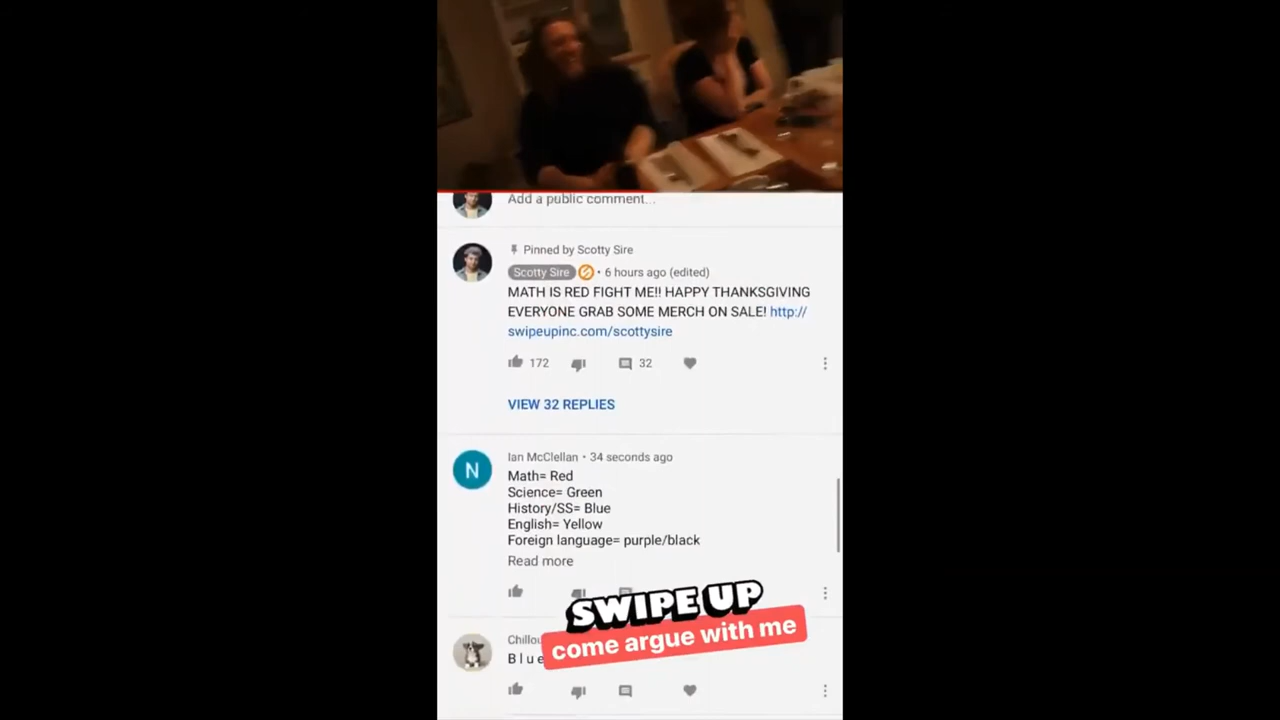 Add a public comment...
Pinned by Scotty Sire
Scotty Sire • 6 hours ago (edited)
MATH IS RED FIGHT ME!! HAPPY THANKSGIVING
EVERYONE GRAB SOME MERCH ON SALE! http://
swipeupinc.com/scottysire
172 32
VIEW 32 REPLIES
N
Ian McClellan • 34 seconds ago
Math= Red
Science= Green
History/SS= Blue
English= Yellow
Foreign language= purple/black
Read more
SWIPE UP
come argue with me
B l u e